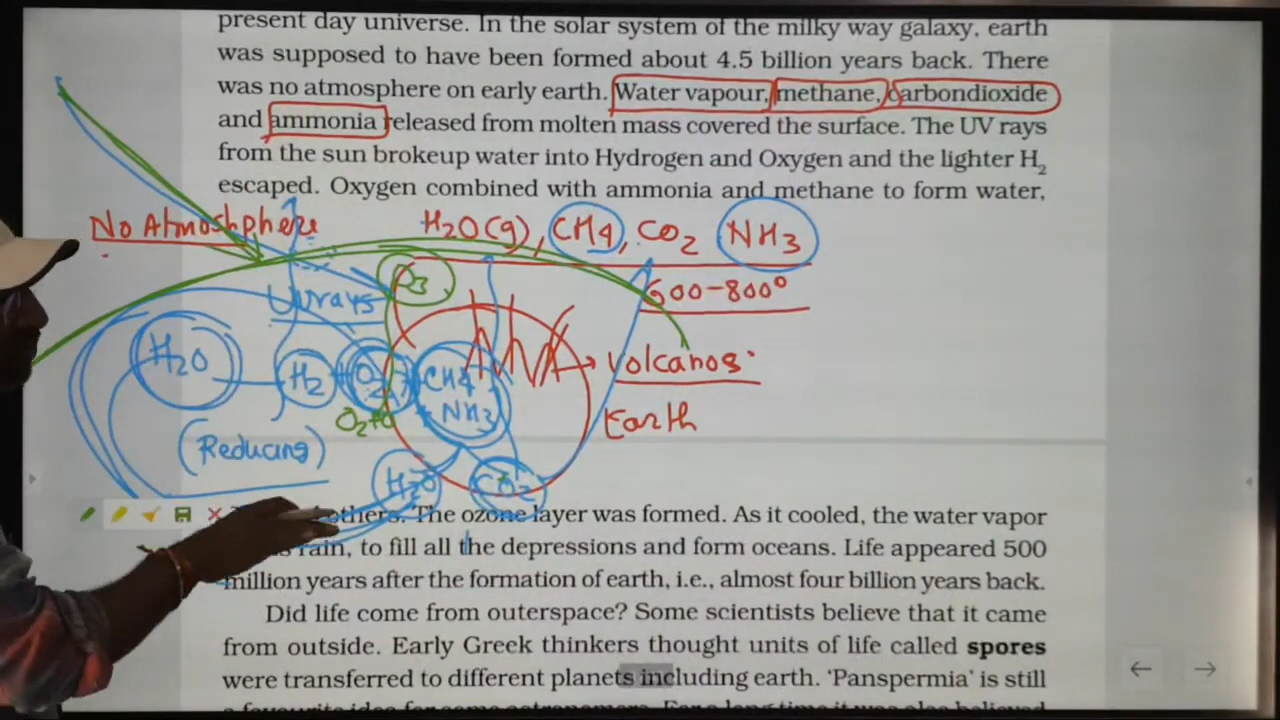 present day universe. In the solar system of the milky way galaxy, earth
was supposed to have been formed about 4.5 billion years back. There
was no atmosphere on early earth. Water vapour, methane, carbondioxide
and ammonia released from molten mass covered the surface. The UV rays
from the sun brokeup water into Hydrogen and Oxygen and the lighter H2
escaped. Oxygen combined with ammonia and methane to form water,
No Atmoshphere H2O(g), CH4, CO2 NH3
O3 600-800°
UV rays
H2O H2 + O2 CH4 Volcanos
NH3
O2+O Earth
(Reducing)
H2O CO2
others. The ozone layer was formed. As it cooled, the water vapor
rain, to fill all the depressions and form oceans. Life appeared 500
million years after the formation of earth, i.e., almost four billion years back.
Did life come from outerspace? Some scientists believe that it came
from outside. Early Greek thinkers thought units of life called spores
were transferred to different planets including earth. 'Panspermia' is still